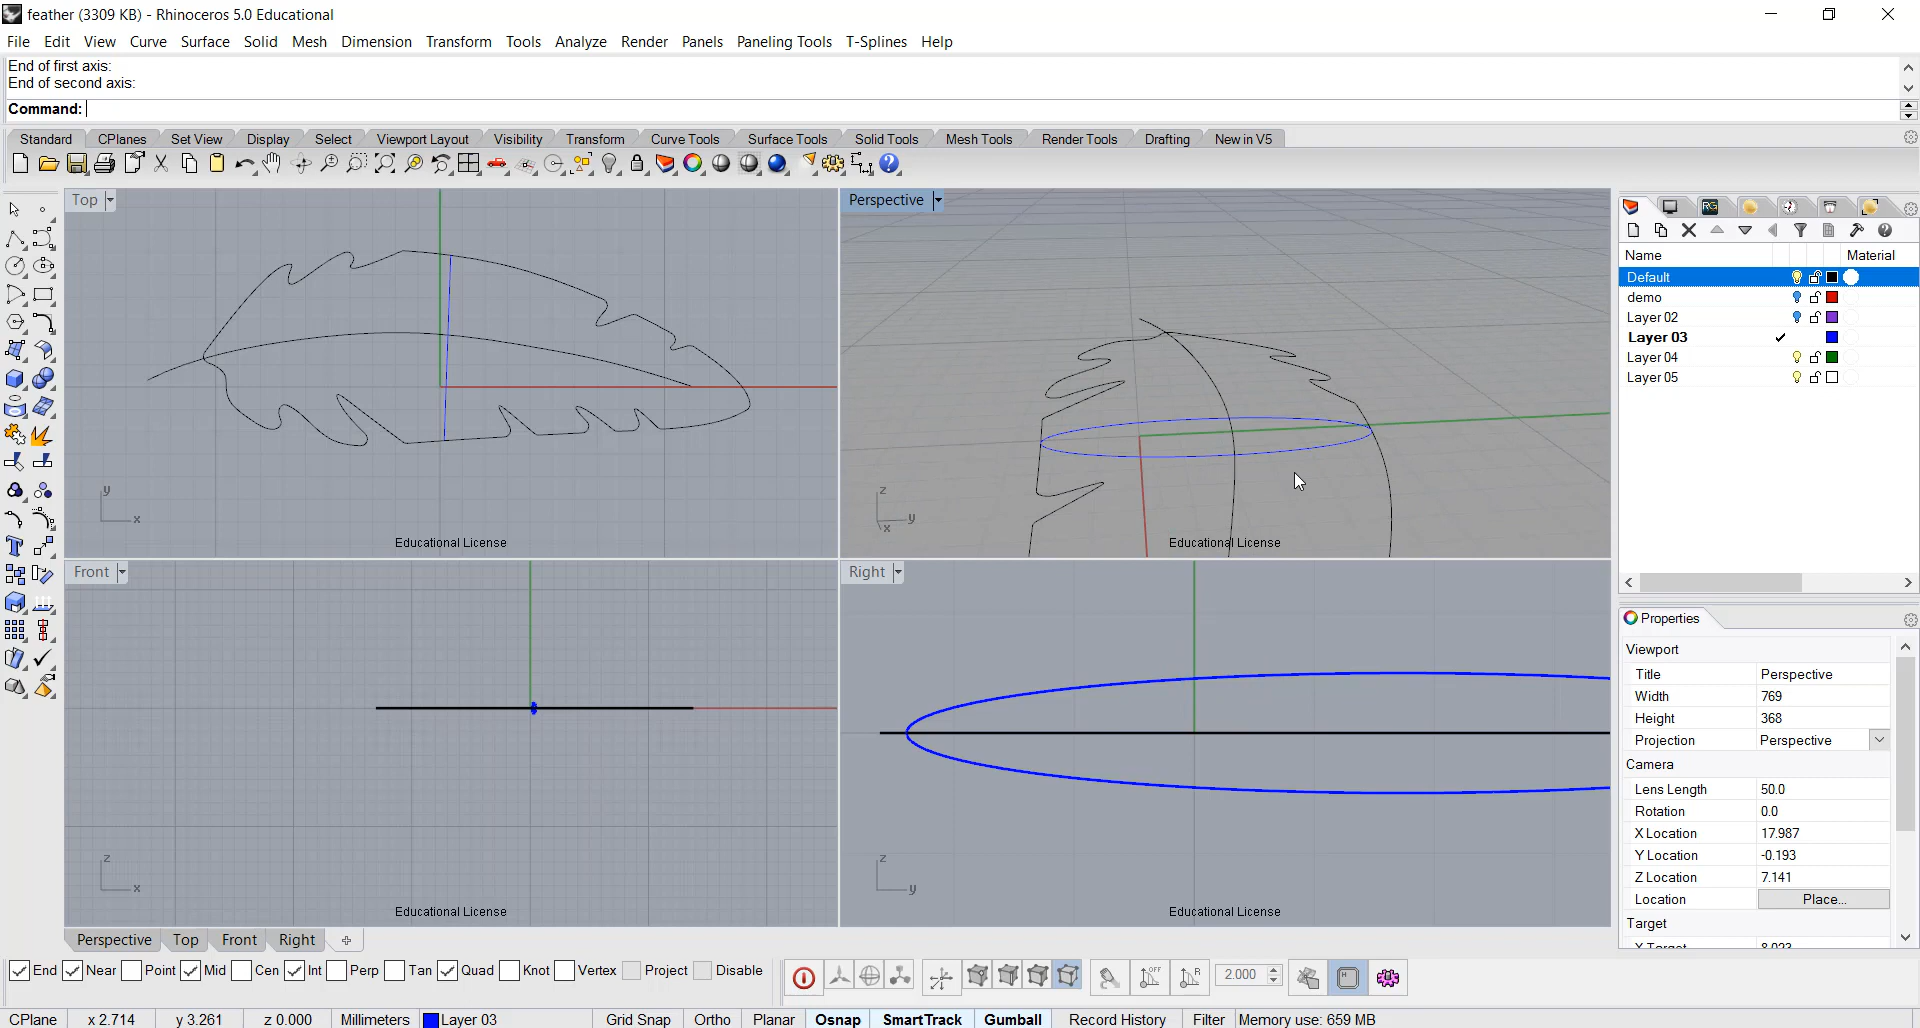 feather (3309 KB) - Rhinoceros 5.0 Educational
File Edit View Curve Surface Solid Mesh Dimension Transform Tools Analyze Render Panels Paneling Tools T-Splines Help
End of first axis:
End of second axis:
Command:
Standard CPlanes Set View Display Select Viewport Layout Visibility Transform Curve Tools Surface Tools Solid Tools Mesh Tools Render Tools Drafting New in V5
Top
y
x
Educational License
Perspective
z
y
x
Educational License
Front
z
x
Educational License
Right
z
y
Educational License
RG
Name Material
Default
demo
Layer 02
Layer 03
Layer 04
Layer 05
Properties
Viewport
Title Perspective
Width 769
Height 368
Projection Perspective
Camera
Lens Length 50.0
Rotation 0.0
X Location 17.987
Y Location -0.193
Z Location 7.141
Location Place...
Target
X Target 8.023
Perspective Top Front Right
End Near Point Mid Cen Int Perp Tan Quad Knot Vertex Project Disable
OFF
R
2.000
CPlane x 2.714 y 3.261 z 0.000 Millimeters Layer 03 Grid Snap Ortho Planar Osnap SmartTrack Gumball Record History Filter Memory use: 659 MB